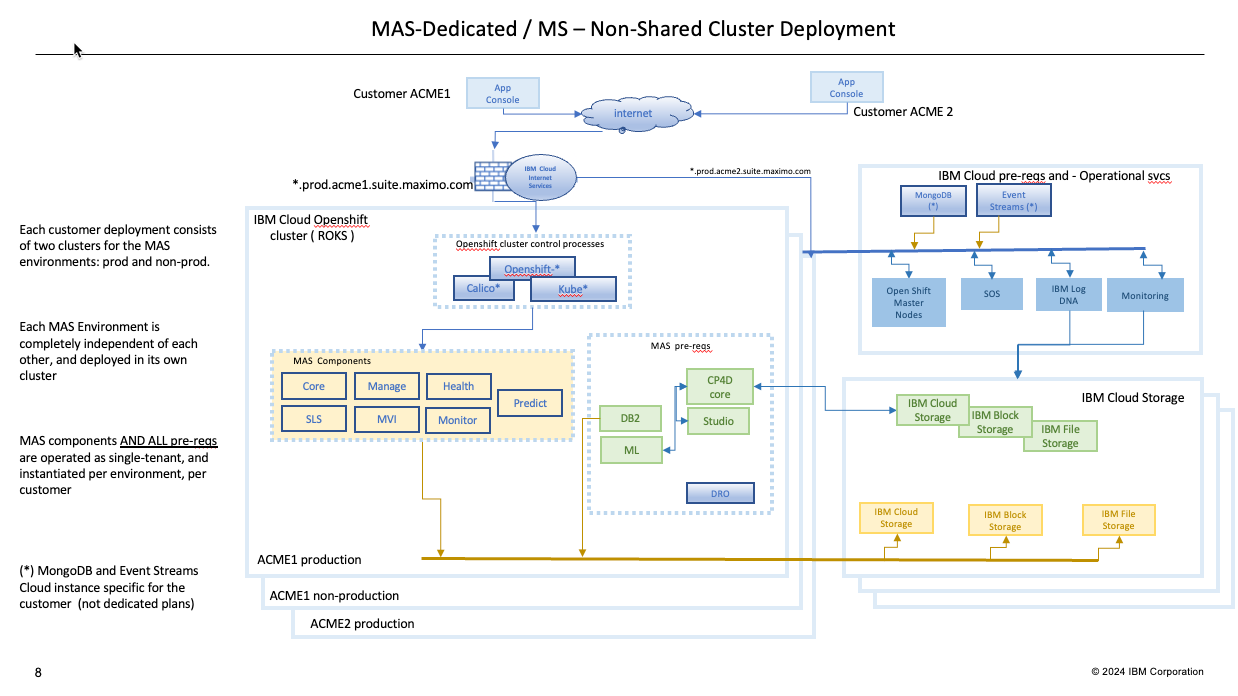 MAS-Dedicated / MS – Non-Shared Cluster Deployment
Customer ACME1
App
Console
internet
App
Console
Customer ACME 2
*.prod.acme1.suite.maximo.com
IBM Cloud
Internet
Services
*.prod.acme2.suite.maximo.com
Each customer deployment consists
of two clusters for the MAS
environments: prod and non-prod.
Each MAS Environment is
completely independent of each
other, and deployed in its own
cluster
MAS components AND ALL pre-reqs
are operated as single-tenant, and
instantiated per environment, per
customer
(*) MongoDB and Event Streams
Cloud instance specific for the
customer (not dedicated plans)
IBM Cloud Openshift
cluster ( ROKS )
Openshift cluster control processes
Openshift-*
Calico*
Kube*
MAS Components
Core
Manage
Health
Predict
SLS
MVI
Monitor
MAS pre-reqs
CP4D
core
DB2
Studio
ML
DRO
ACME1 production
ACME1 non-production
ACME2 production
IBM Cloud pre-reqs and - Operational svcs
MongoDB
(*)
Event
Streams (*)
Open Shift
Master
Nodes
SOS
IBM Log
DNA
Monitoring
IBM Cloud Storage
IBM Cloud
Storage
IBM Block
Storage
IBM File
Storage
IBM Cloud
Storage
IBM Block
Storage
IBM File
Storage
8
© 2024 IBM Corporation